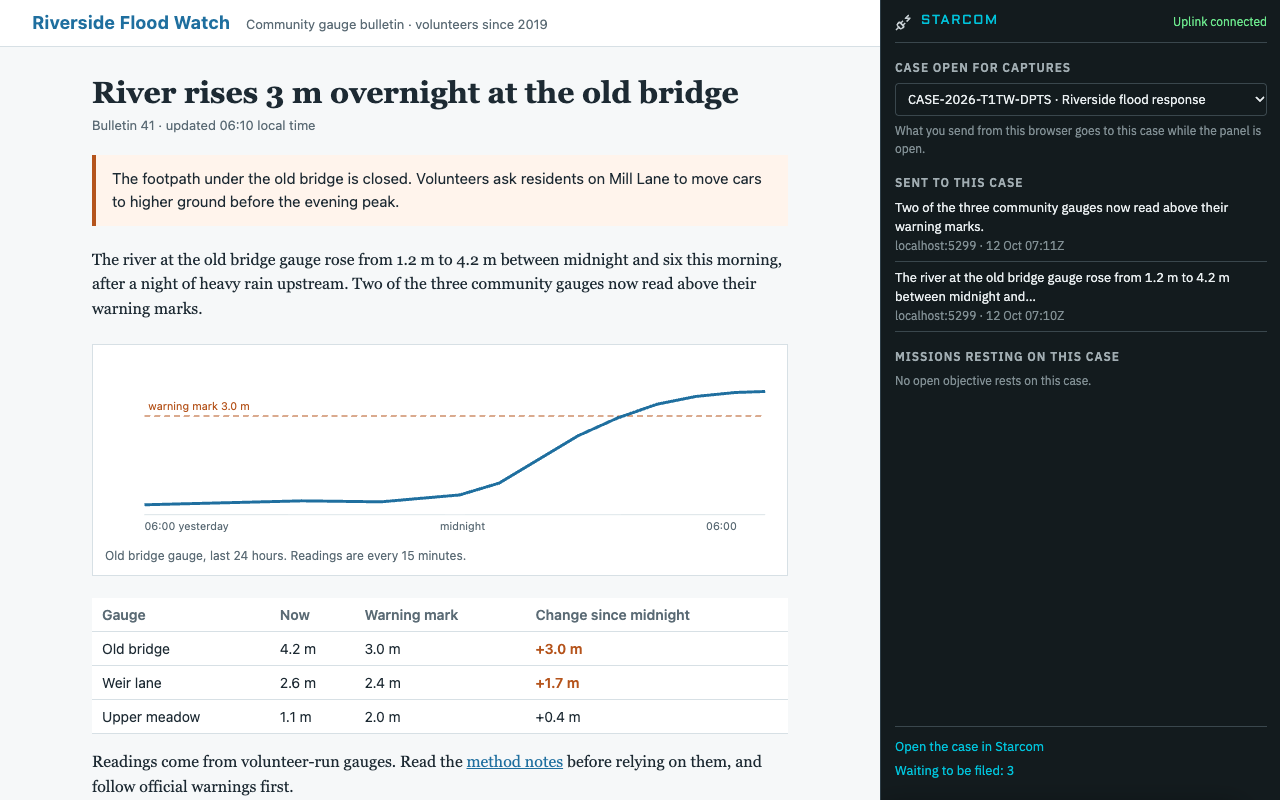 Riverside Flood Watch
Community gauge bulletin · volunteers since 2019
River rises 3 m overnight at the old bridge
Bulletin 41 · updated 06:10 local time
The footpath under the old bridge is closed. Volunteers ask residents on Mill Lane to move cars
to higher ground before the evening peak.
The river at the old bridge gauge rose from 1.2 m to 4.2 m between midnight and six this morning,
after a night of heavy rain upstream. Two of the three community gauges now read above their
warning marks.
warning mark 3.0 m
06:00 yesterday midnight 06:00
Old bridge gauge, last 24 hours. Readings are every 15 minutes.
Gauge Now Warning mark Change since midnight
Old bridge 4.2 m 3.0 m +3.0 m
Weir lane 2.6 m 2.4 m +1.7 m
Upper meadow 1.1 m 2.0 m +0.4 m
Readings come from volunteer-run gauges. Read the method notes before relying on them, and
follow official warnings first.
STARCOM
Uplink connected
CASE OPEN FOR CAPTURES
CASE-2026-T1TW-DPTS · Riverside flood response
What you send from this browser goes to this case while the panel is
open.
SENT TO THIS CASE
Two of the three community gauges now read above their
warning marks.
localhost:5299 · 12 Oct 07:11Z
The river at the old bridge gauge rose from 1.2 m to 4.2 m
between midnight and…
localhost:5299 · 12 Oct 07:10Z
MISSIONS RESTING ON THIS CASE
No open objective rests on this case.
Open the case in Starcom
Waiting to be filed: 3